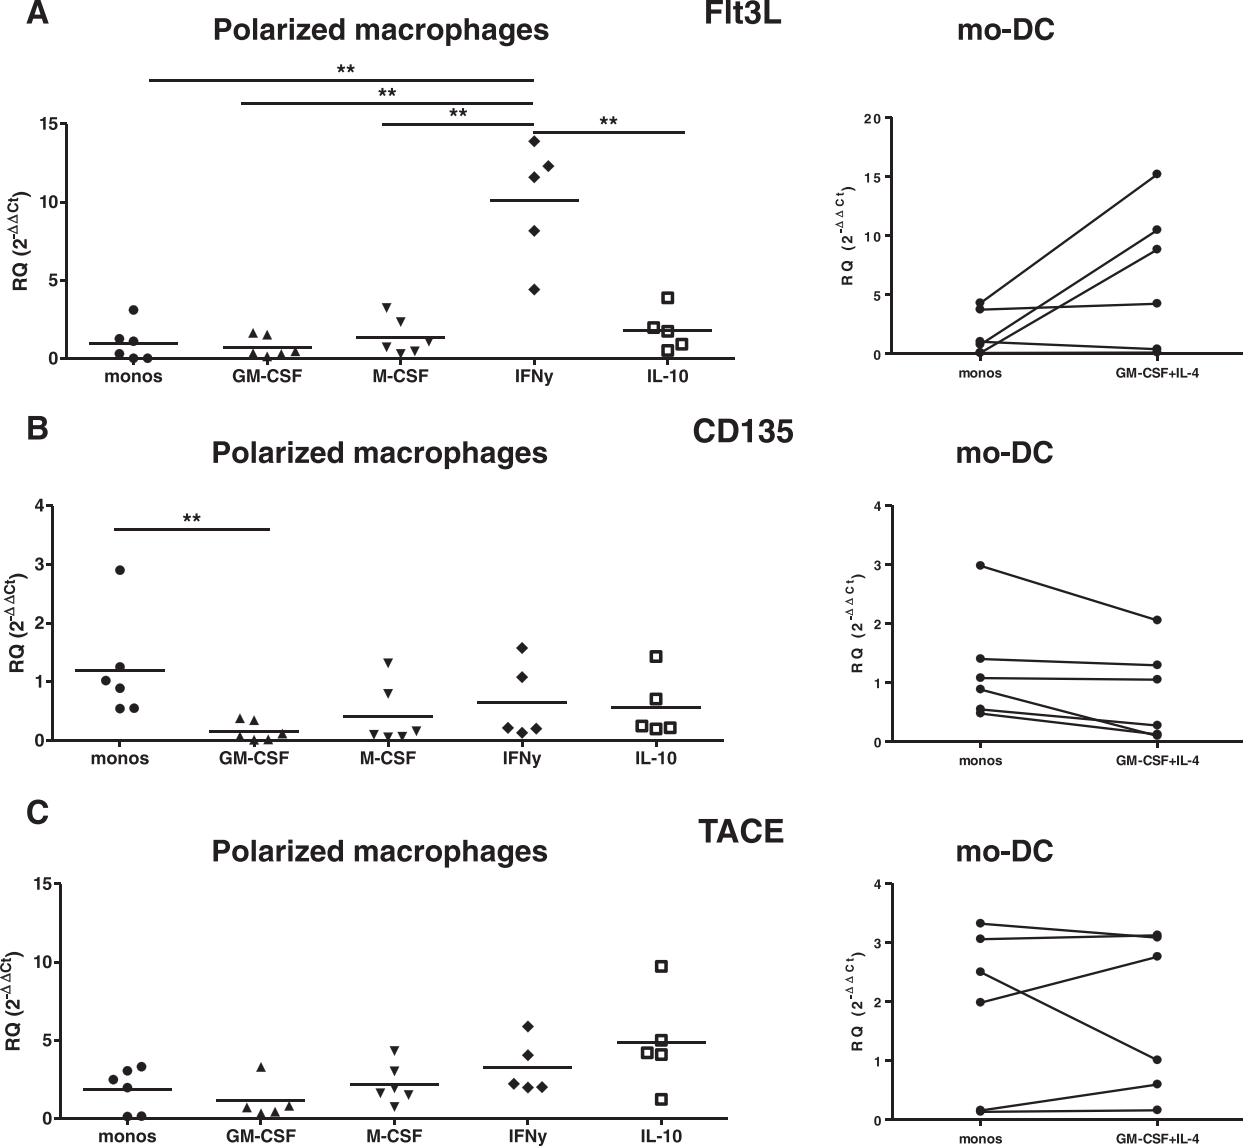 A
Flt3L
Polarized macrophages
mo-DC
**
**
**
**
RQ (2-ΔΔCt)
15
10
5
0
monos
GM-CSF
M-CSF
IFNy
IL-10
RQ (2-ΔΔCt)
20
15
10
5
0
monos
GM-CSF+IL-4
B
CD135
Polarized macrophages
mo-DC
**
RQ (2-ΔΔCt)
4
3
2
1
0
monos
GM-CSF
M-CSF
IFNy
IL-10
RQ (2-ΔΔCt)
4
3
2
1
0
monos
GM-CSF+IL-4
C
TACE
Polarized macrophages
mo-DC
RQ (2-ΔΔCt)
15
10
5
0
monos
GM-CSF
M-CSF
IFNy
IL-10
RQ (2-ΔΔCt)
4
3
2
1
0
monos
GM-CSF+IL-4